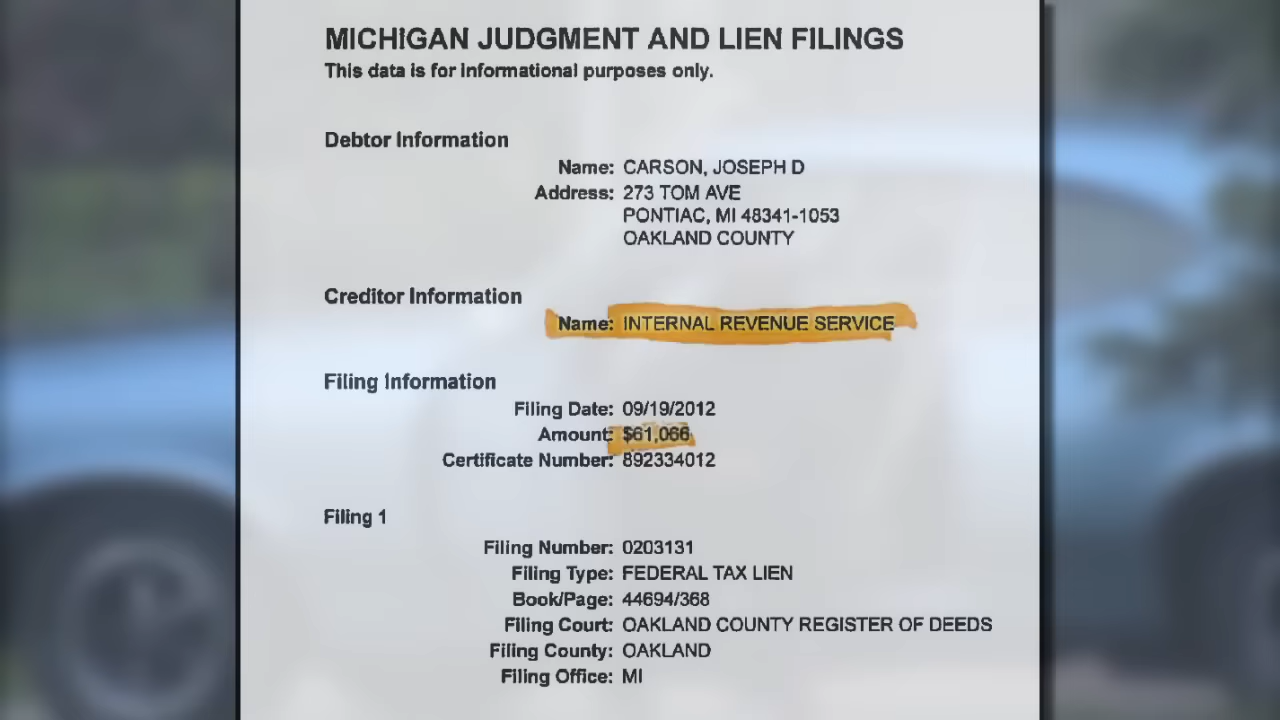 MICHIGAN JUDGMENT AND LIEN FILINGS
This data is for informational purposes only.
Debtor Information
Name: CARSON, JOSEPH D
Address: 273 TOM AVE
PONTIAC, MI 48341-1053
OAKLAND COUNTY
Creditor Information
Name: INTERNAL REVENUE SERVICE
Filing Information
Filing Date: 09/19/2012
Amount: $61,066
Certificate Number: 892334012
Filing 1
Filing Number: 0203131
Filing Type: FEDERAL TAX LIEN
Book/Page: 44694/368
Filing Court: OAKLAND COUNTY REGISTER OF DEEDS
Filing County: OAKLAND
Filing Office: MI